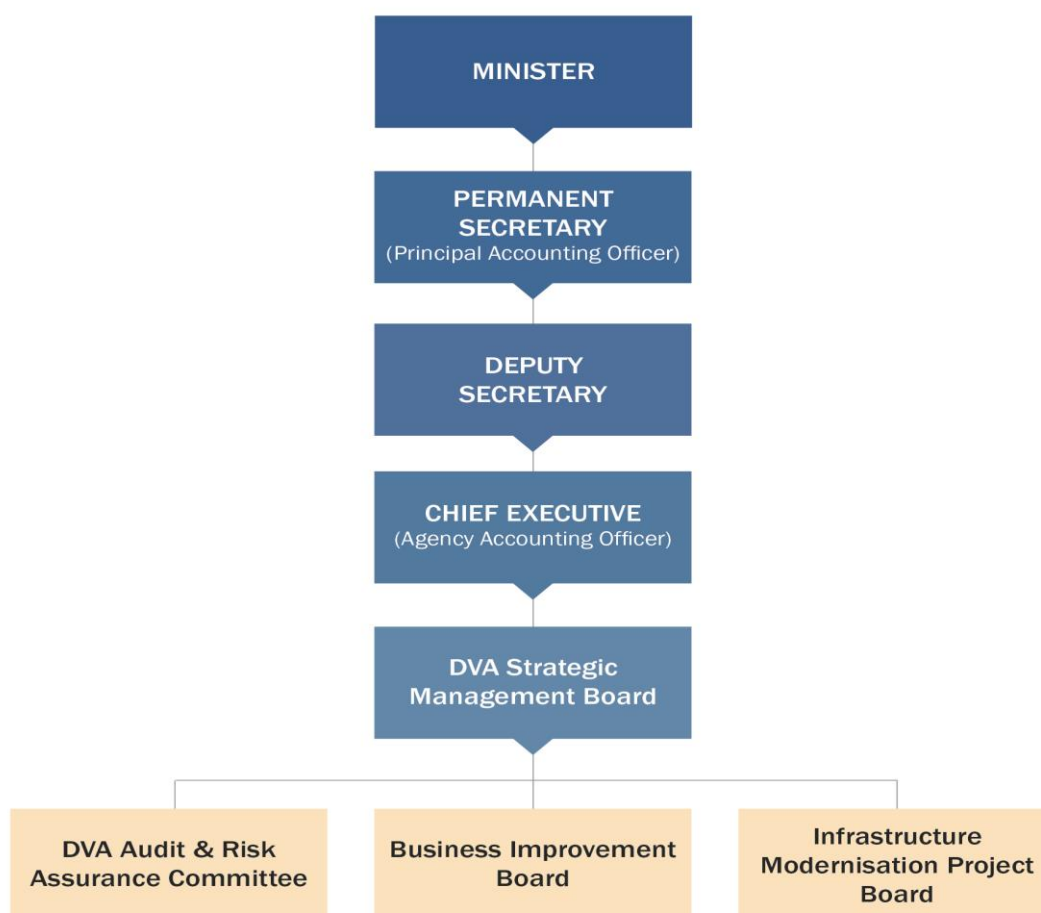 MINISTER
PERMANENT
SECRETARY
(Principal Accounting Officer)
DEPUTY
SECRETARY
CHIEF EXECUTIVE
(Agency Accounting Officer)
DVA Strategic
Management Board
DVA Audit & Risk
Assurance Committee
Business Improvement
Board
Infrastructure
Modernisation Project
Board